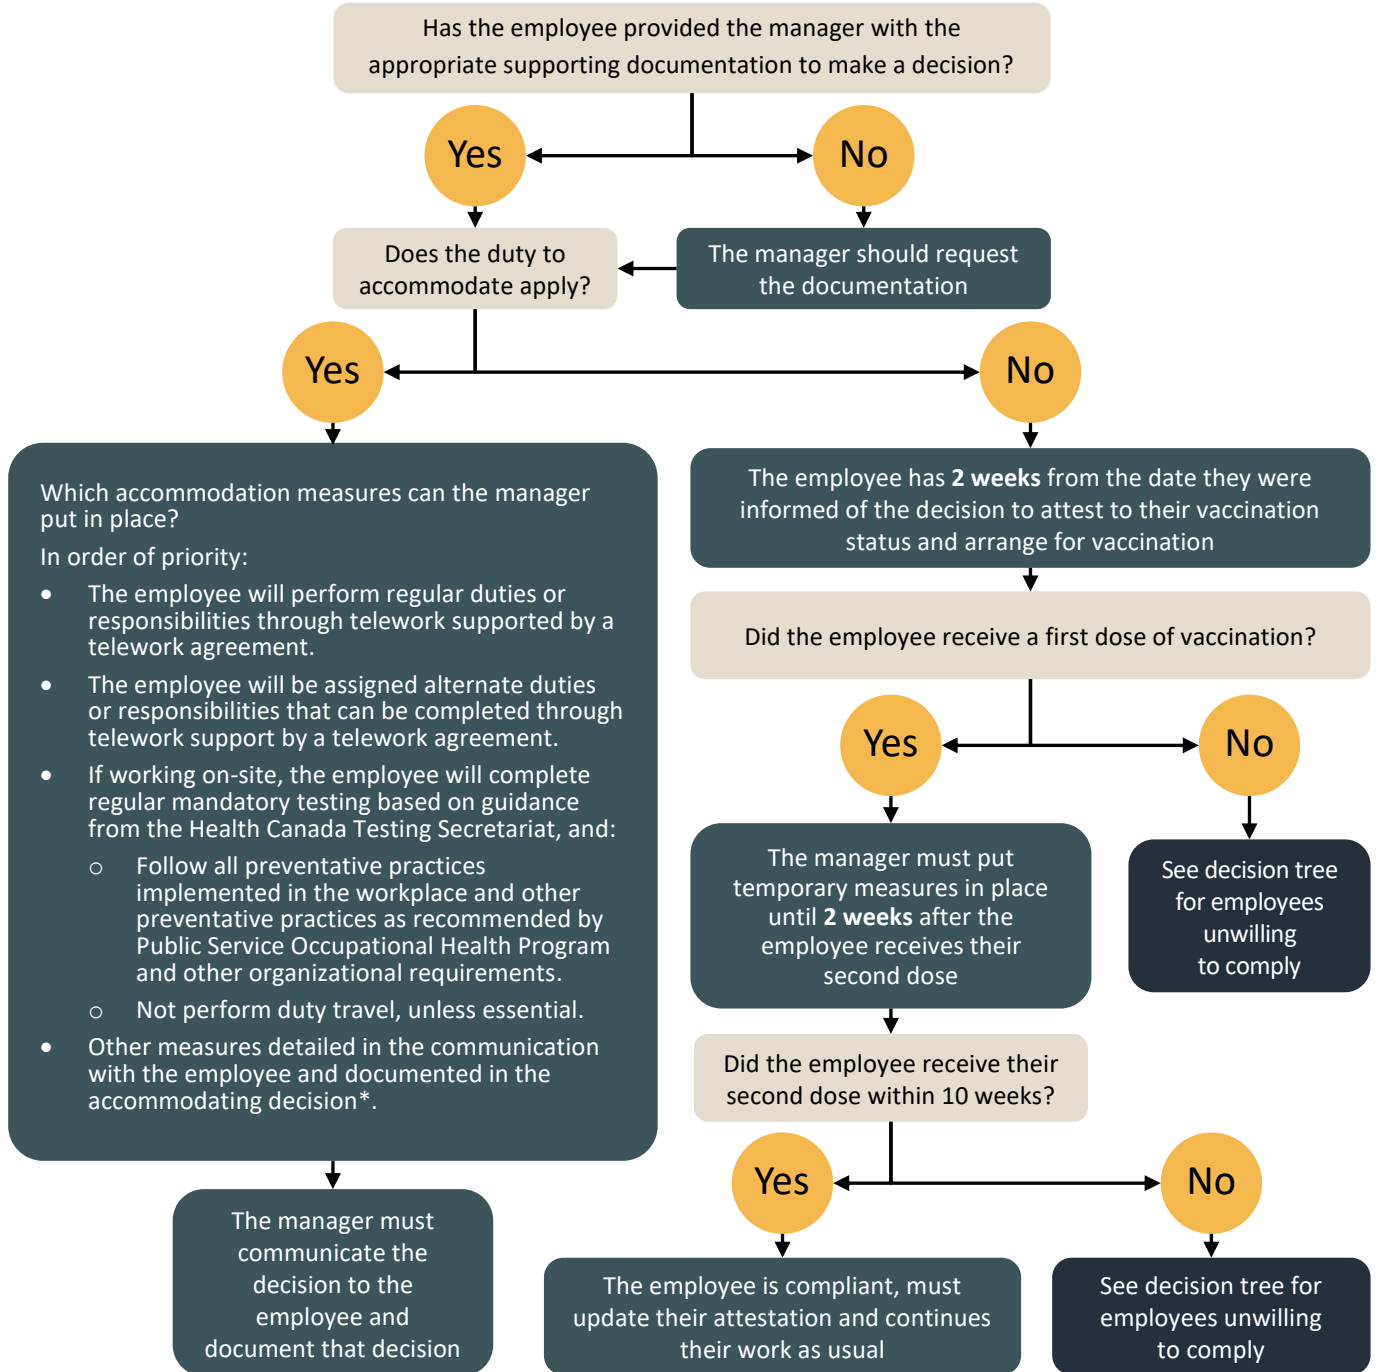 Has the employee provided the manager with the
appropriate supporting documentation to make a decision?
Yes
No
Does the duty to
accommodate apply?
The manager should request
the documentation
Yes
No
Which accommodation measures can the manager
put in place?
In order of priority:
• The employee will perform regular duties or
responsibilities through telework supported by a
telework agreement.
• The employee will be assigned alternate duties
or responsibilities that can be completed through
telework support by a telework agreement.
• If working on-site, the employee will complete
regular mandatory testing based on guidance
from the Health Canada Testing Secretariat, and:
o Follow all preventative practices
implemented in the workplace and other
preventative practices as recommended by
Public Service Occupational Health Program
and other organizational requirements.
o Not perform duty travel, unless essential.
• Other measures detailed in the communication
with the employee and documented in the
accommodating decision*.
The manager must
communicate the
decision to the
employee and
document that decision
The employee has 2 weeks from the date they were
informed of the decision to attest to their vaccination
status and arrange for vaccination
Did the employee receive a first dose of vaccination?
Yes
No
The manager must put
temporary measures in place
until 2 weeks after the
employee receives their
second dose
See decision tree
for employees
unwilling
to comply
Did the employee receive their
second dose within 10 weeks?
Yes
No
The employee is compliant, must
update their attestation and continues
their work as usual
See decision tree for
employees unwilling
to comply